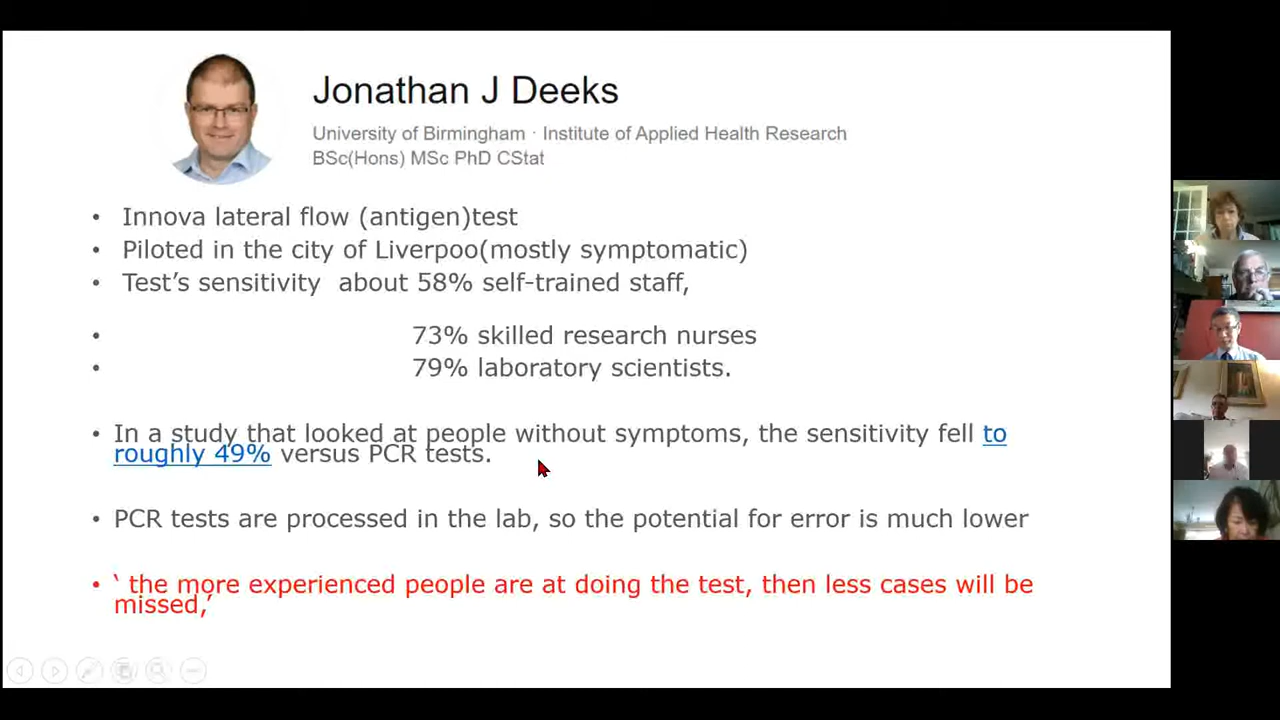 Jonathan J Deeks
University of Birmingham · Institute of Applied Health Research
BSc(Hons) MSc PhD CStat
• Innova lateral flow (antigen)test
• Piloted in the city of Liverpoo(mostly symptomatic)
• Test's sensitivity about 58% self-trained staff,
• 73% skilled research nurses
• 79% laboratory scientists.
• In a study that looked at people without symptoms, the sensitivity fell to
roughly 49% versus PCR tests.
• PCR tests are processed in the lab, so the potential for error is much lower
• ‘ the more experienced people are at doing the test, then less cases will be
missed,’